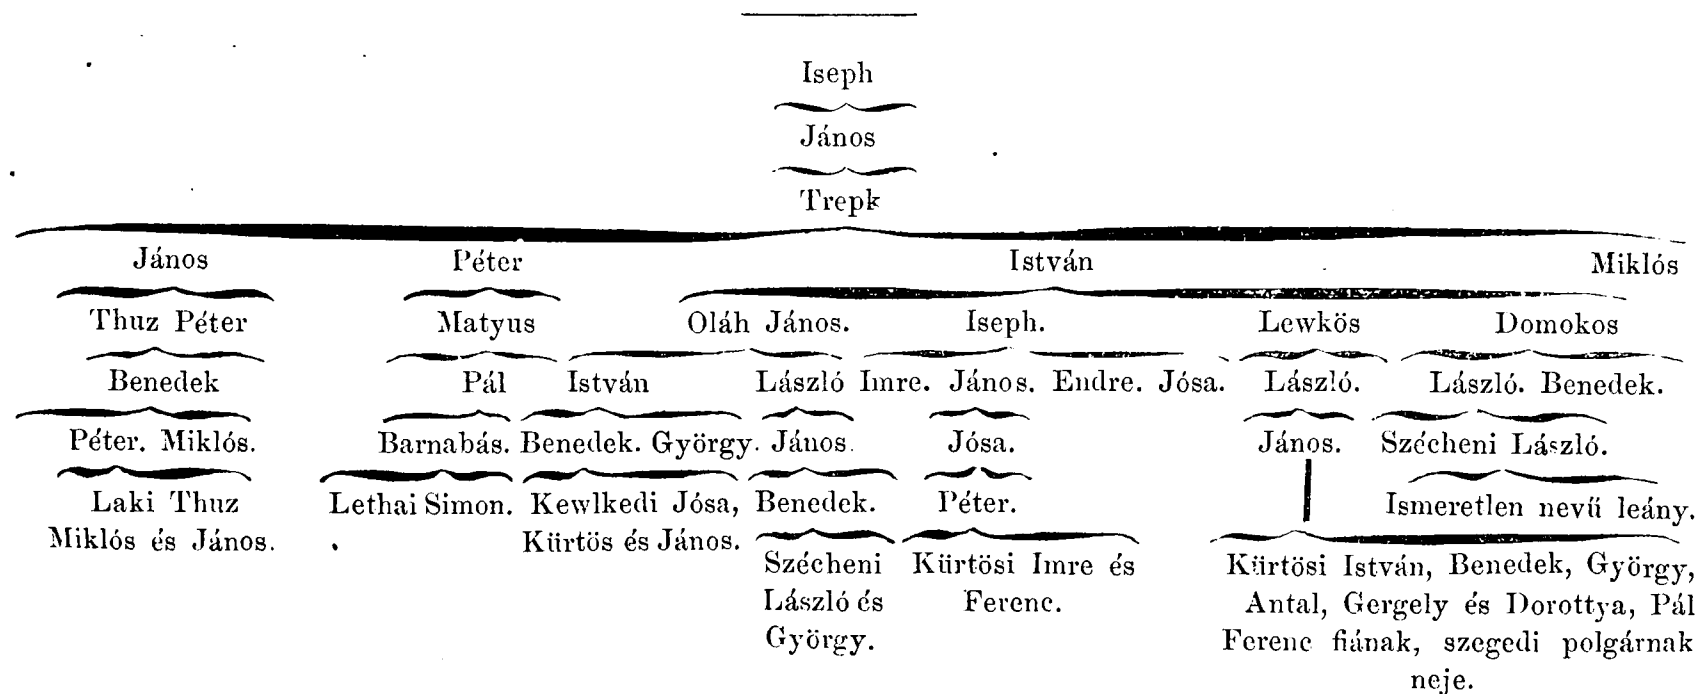 Iseph
János
Trepk
János Péter István Miklós
Thuz Péter Matyus Oláh János. Iseph. Lewkös Domokos
Benedek Pál István László Imre. János. Endre. Jósa. László. László. Benedek.
Péter. Miklós. Barnabás. Benedek. György. János. Jósa. János. Szécheni László.
Laki Thuz Lethai Simon. Kewlkedi Jósa, Benedek. Péter. Ismeretlen nevű leány.
Miklós és János. Kürtös és János.
Szécheni Kürtösi Imre és Kürtösi István, Benedek, György,
László és Ferenc. Antal, Gergely és Dorottya, Pál
György. Ferenc fiának, szegedi polgárnak
neje.